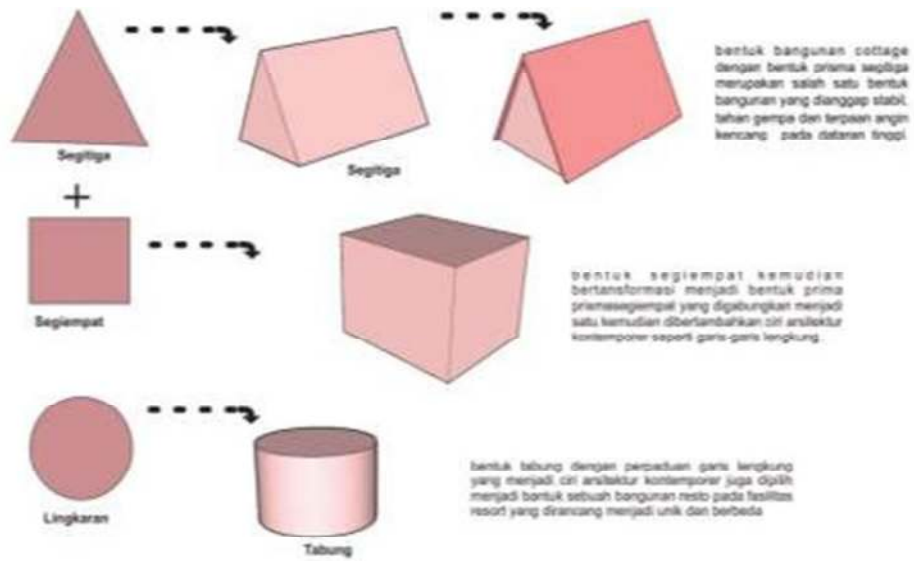 bentuk bangunan cottage
dengan bentuk prisma segitiga
merupakan salah satu bentuk
bangunan yang dianggap stabil,
tahan gempa dan terpaan angin
kencang pada dataran tinggi.
Segitiga
Segitiga
+
Segiempat
bentuk segiempat kemudian
bertansformasi menjadi bentuk prima
prismasegiempat yang digabungkan menjadi
satu kemudian dibertambahkan ciri arsitektur
kontemporer seperti garis-garis lengkung.
Lingkaran
Tabung
bentuk tabung dengan perpaduan garis lengkung
yang menjadi ciri arsitektur kontemporer juga dipilih
menjadi bentuk sebuah bangunan resto pada fasilitas
resort yang dirancang menjadi unik dan berbeda